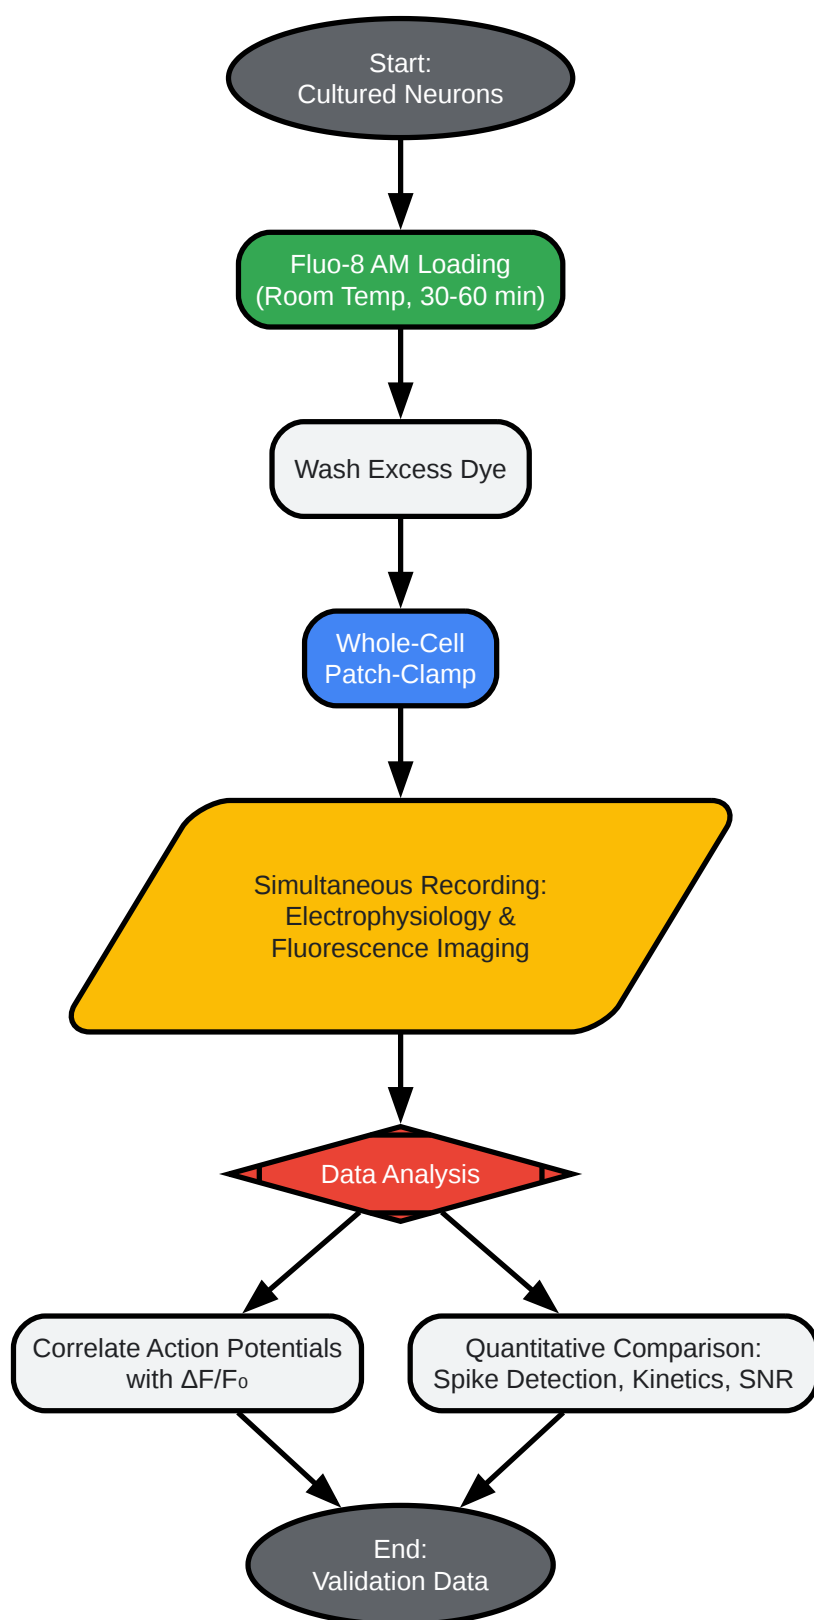 Start:
Cultured Neurons
Fluo-8 AM Loading
(Room Temp, 30-60 min)
Wash Excess Dye
Whole-Cell
Patch-Clamp
Simultaneous Recording:
Electrophysiology &
Fluorescence Imaging
Data Analysis
Correlate Action Potentials
with ΔF/F₀
Quantitative Comparison:
Spike Detection, Kinetics, SNR
End:
Validation Data